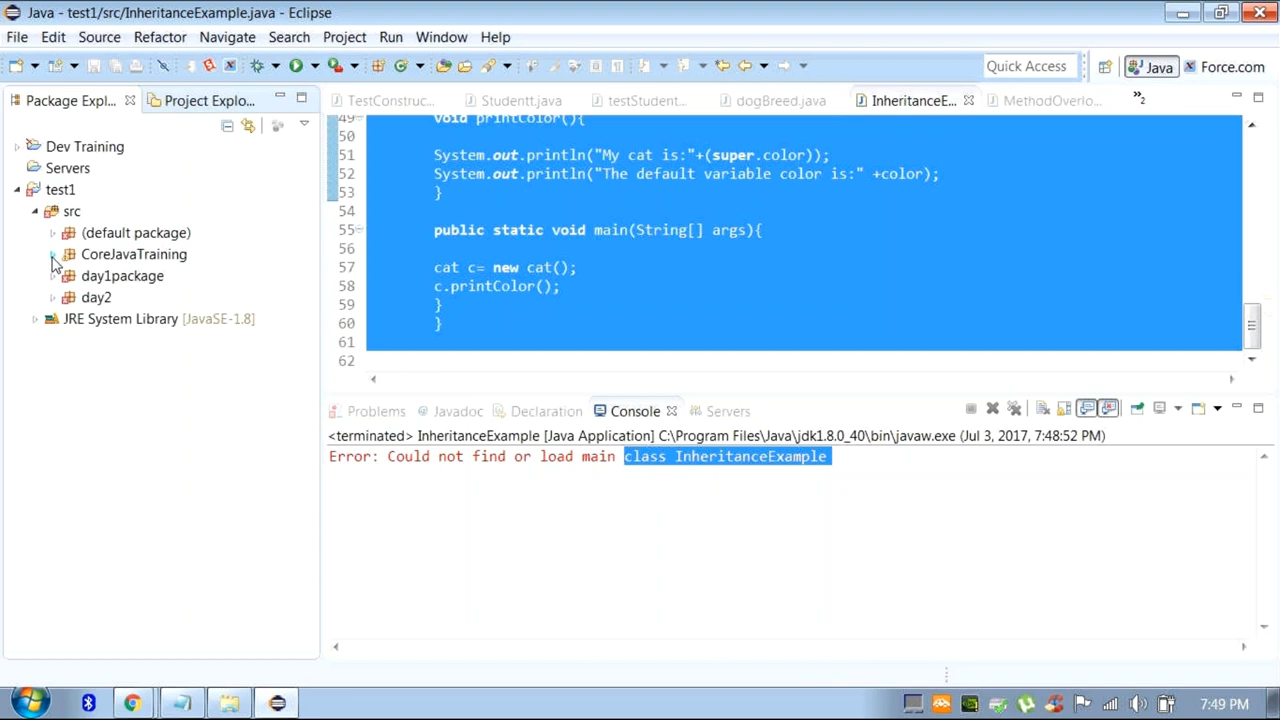 Java - test1/src/InheritanceExample.java - Eclipse
File Edit Source Refactor Navigate Search Project Run Window Help
Quick Access Java Force.com
Package Expl... Project Explo...
TestConstruc... Studentt.java testStudent... dogBreed.java InheritanceE... MethodOverlo... »2
Dev Training
Servers
test1
src
(default package)
CoreJavaTraining
day1package
day2
JRE System Library [JavaSE-1.8]
49 void printColor(){
50
51 System.out.println("My cat is:"+(super.color));
52 System.out.println("The default variable color is:" +color);
53 }
54
55 public static void main(String[] args){
56
57 cat c= new cat();
58 c.printColor();
59 }
60 }
61
62
Problems @ Javadoc Declaration Console Servers
<terminated> InheritanceExample [Java Application] C:\Program Files\Java\jdk1.8.0_40\bin\javaw.exe (Jul 3, 2017, 7:48:52 PM)
Error: Could not find or load main class InheritanceExample
7:49 PM